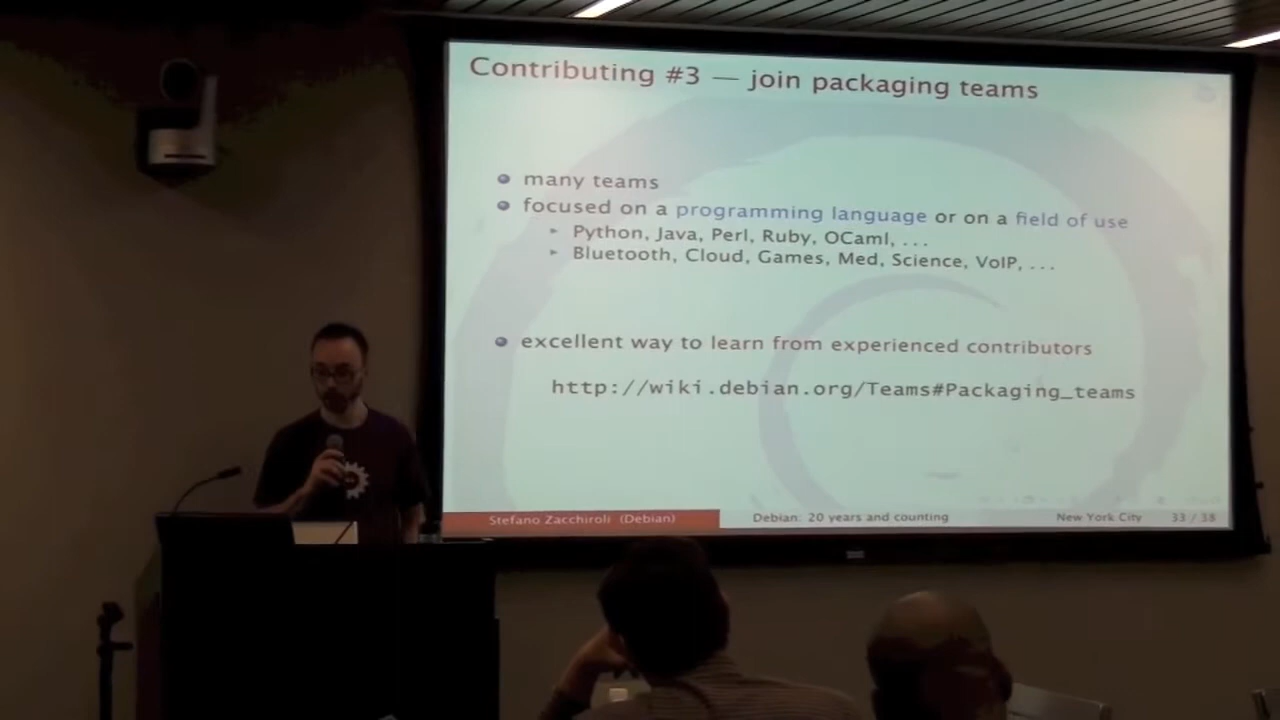 Contributing #3 — join packaging teams
many teams
focused on a programming language or on a field of use
Python, Java, Perl, Ruby, OCaml, ...
Bluetooth, Cloud, Games, Med, Science, VoIP, ...
excellent way to learn from experienced contributors
http://wiki.debian.org/Teams#Packaging_teams
Stefano Zacchiroli (Debian) Debian: 20 years and counting New York City 33 / 38